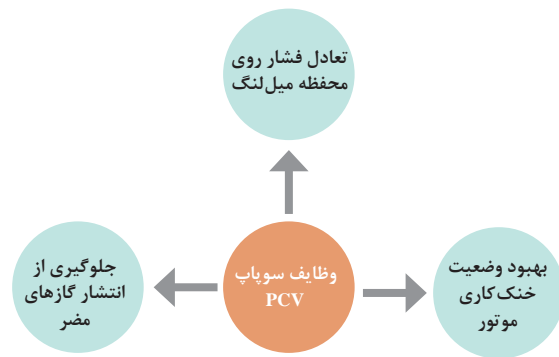 تعادل فشار روی
محفظه میل‌لنگ
وظایف سوپاپ
PCV
بهبود وضعیت
خنک‌کاری
موتور
جلوگیری از
انتشار گازهای
مضر